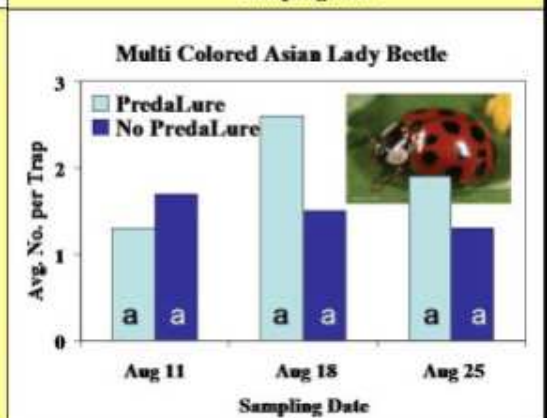 Multi Colored Asian Lady Beetle
3
PredaLure
No PredaLure
2
Avg. No. per Trap
1
a a a a a a
0
Aug 11 Aug 18 Aug 25
Sampling Date